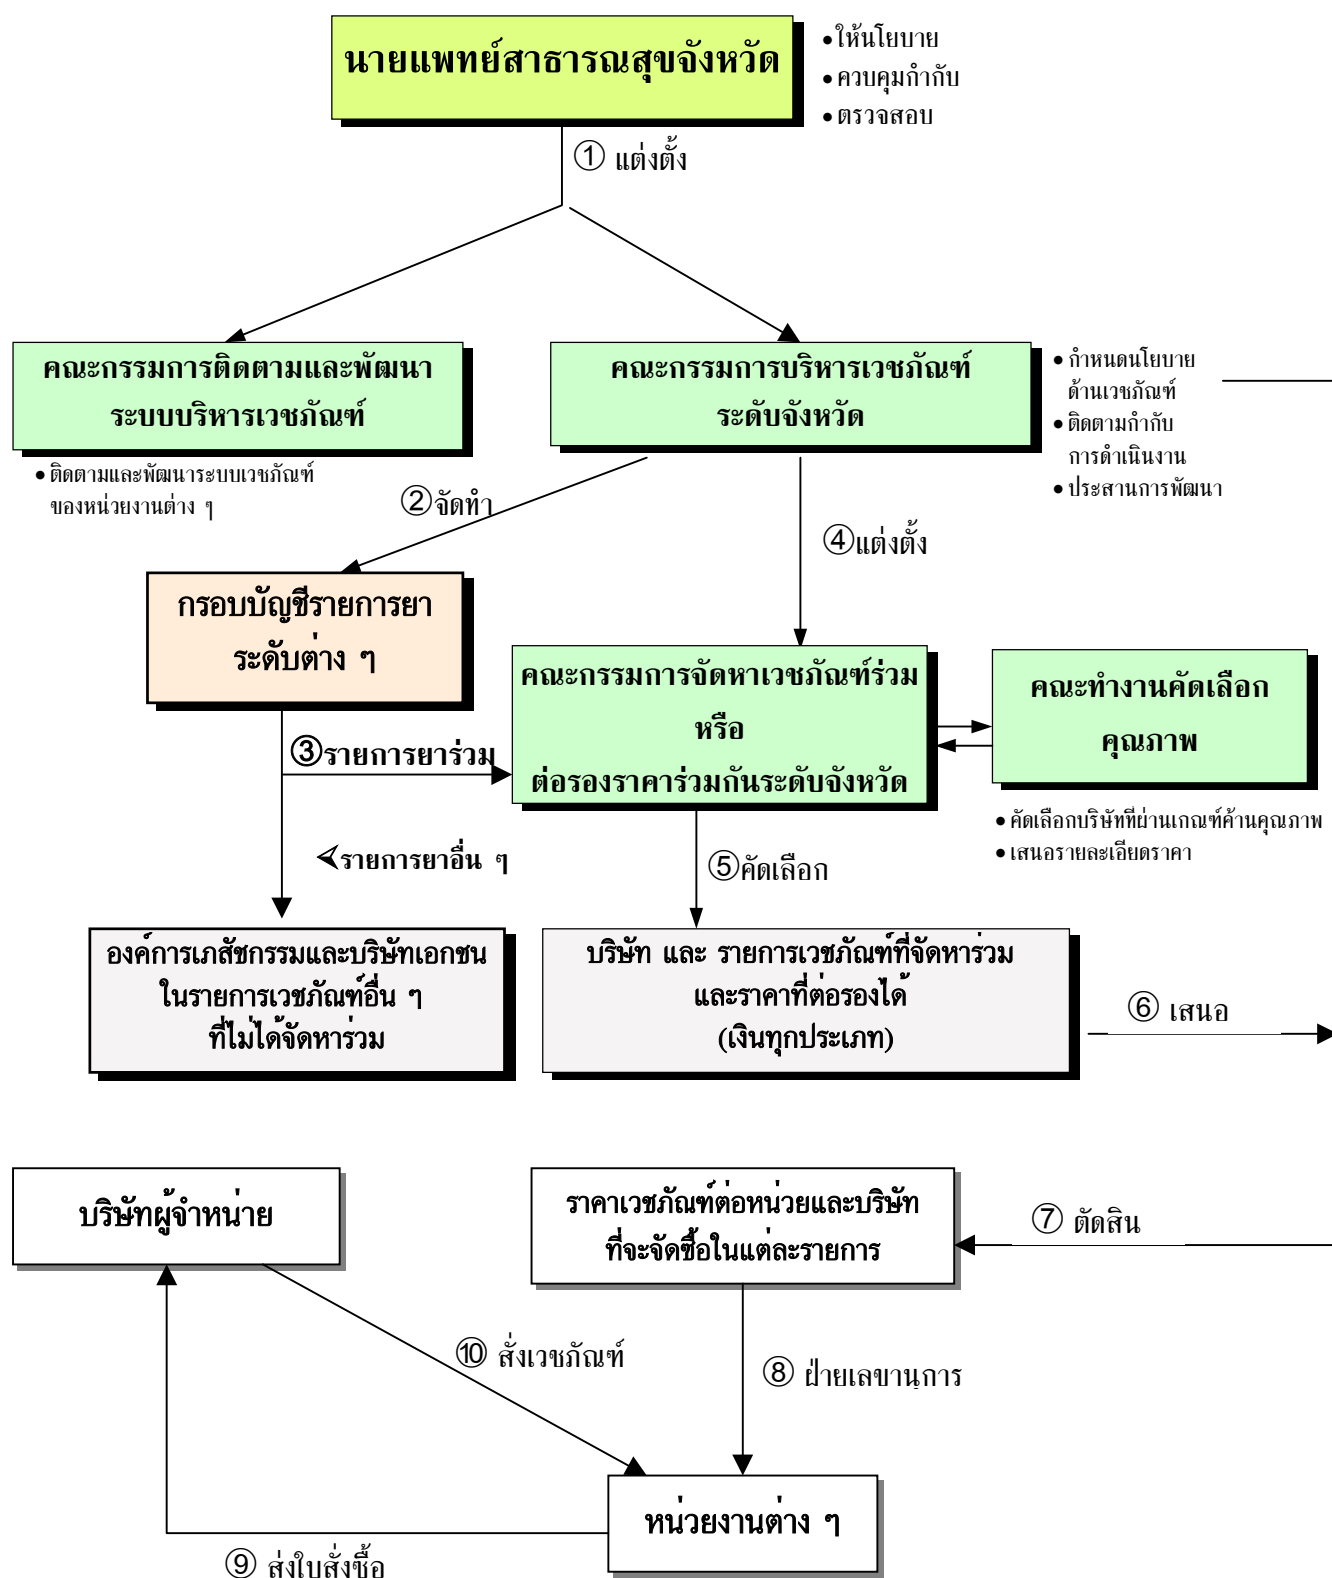 นายแพทย์สาธารณสุขจังหวัด
• ให้นโยบาย
• ควบคุมกำกับ
• ตรวจสอบ
① แต่งตั้ง
คณะกรรมการติดตามและพัฒนา
ระบบบริหารเวชภัณฑ์
• ติดตามและพัฒนาระบบเวชภัณฑ์
ของหน่วยงานต่าง ๆ
คณะกรรมการบริหารเวชภัณฑ์
ระดับจังหวัด
• กำหนดนโยบาย
ด้านเวชภัณฑ์
• ติดตามกำกับ
การดำเนินงาน
• ประสานการพัฒนา
②จัดทำ
④แต่งตั้ง
กรอบบัญชีรายการยา
ระดับต่าง ๆ
③รายการยาร่วม
คณะกรรมการจัดหาเวชภัณฑ์ร่วม
หรือ
ต่อรองราคาร่วมกันระดับจังหวัด
คณะทำงานคัดเลือก
คุณภาพ
• คัดเลือกบริษัทที่ผ่านเกณฑ์ค้านคุณภาพ
• เสนอรายละเอียดราคา
รายการยาอื่น ๆ
⑤คัดเลือก
องค์การเภสัชกรรมและบริษัทเอกชน
ในรายการเวชภัณฑ์อื่น ๆ
ที่ไม่ได้จัดหาร่วม
บริษัท และ รายการเวชภัณฑ์ที่จัดหาร่วม
และราคาที่ต่อรองได้
(เงินทุกประเภท)
⑥ เสนอ
บริษัทผู้จำหน่าย
ราคาเวชภัณฑ์ต่อหน่วยและบริษัท
ที่จะจัดซื้อในแต่ละรายการ
⑦ ตัดสิน
⑩ สั่งเวชภัณฑ์
⑧ ฝ่ายเลขานุการ
หน่วยงานต่าง ๆ
⑨ ส่งใบสั่งซื้อ